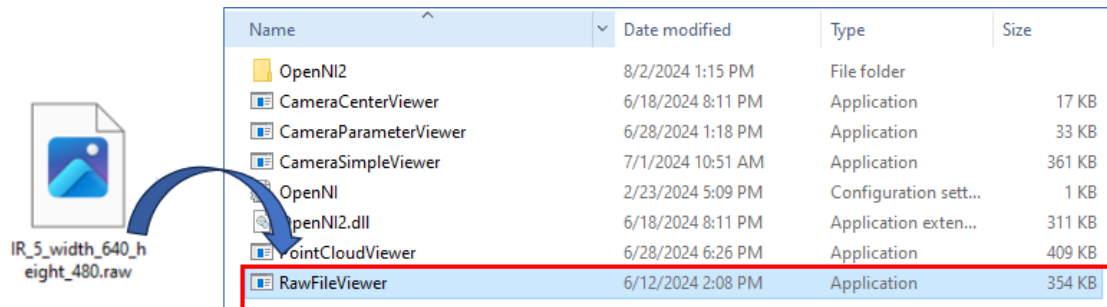 Name Date modified Type Size
OpenNI2 8/2/2024 1:15 PM File folder
CameraCenterViewer 6/18/2024 8:11 PM Application 17 KB
CameraParameterViewer 6/28/2024 1:18 PM Application 33 KB
CameraSimpleViewer 7/1/2024 10:51 AM Application 361 KB
OpenNI 2/23/2024 5:09 PM Configuration sett... 1 KB
OpenNI2.dll 6/18/2024 8:11 PM Application exten... 311 KB
PointCloudViewer 6/28/2024 6:26 PM Application 409 KB
RawFileViewer 6/12/2024 2:08 PM Application 354 KB
IR_5_width_640_h
eight_480.raw